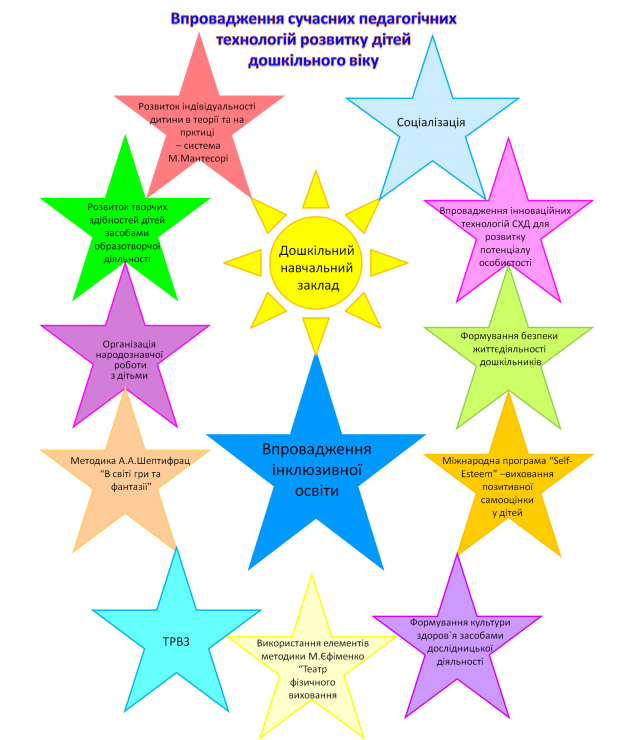 Впровадження сучасних педагогічних
технологій розвитку дітей
дошкільного віку
Розвиток індівідуальності
дитини в теорії та на
прктиці
– система
М.Мантесорі
Соціалізація
Розвиток творчих
здібностей дітей
засобами
образотворчої
діяльності
Впровадження інноваційних
технологій СХД для
розвитку
потенціалу
особистості
Дошкільний
навчальний
заклад
Організація
народознавчої
роботи
з дітьми
Формування безпеки
життєдіяльності
дошкільників
Впровадження
інклюзивної
освіти
Методика А.А.Шептифрац
“В світі гри та
фантазії”
Міжнародна програма “Self-
Esteem” –виховання
позитивної
самооцінки
у дітей
ТРВЗ
Використання елементів
методики М.Єфіменко
“Театр
фізичного
виховання
Формування культури
здоров`я засобами
дослідницької
діяльності